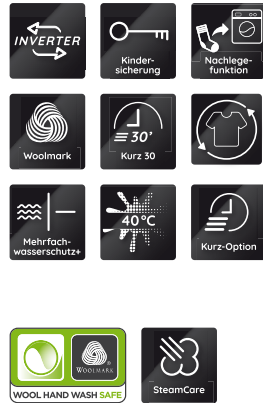 INVERTER
Kinder-
sicherung
Nachlege-
funktion
Woolmark
30'
Kurz 30
Mehrfach-
wasserschutz+
40°C
Kurz-Option
WOOLMARK
WOOL HAND WASH SAFE
SteamCare